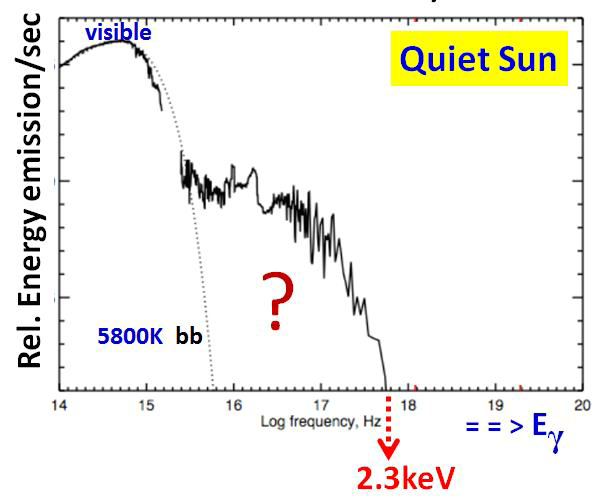 visible
Quiet Sun
Rel. Energy emission/sec
?
5800K bb
14 15 16 17 18 19 20
Log frequency, Hz
= = > Eγ
2.3keV